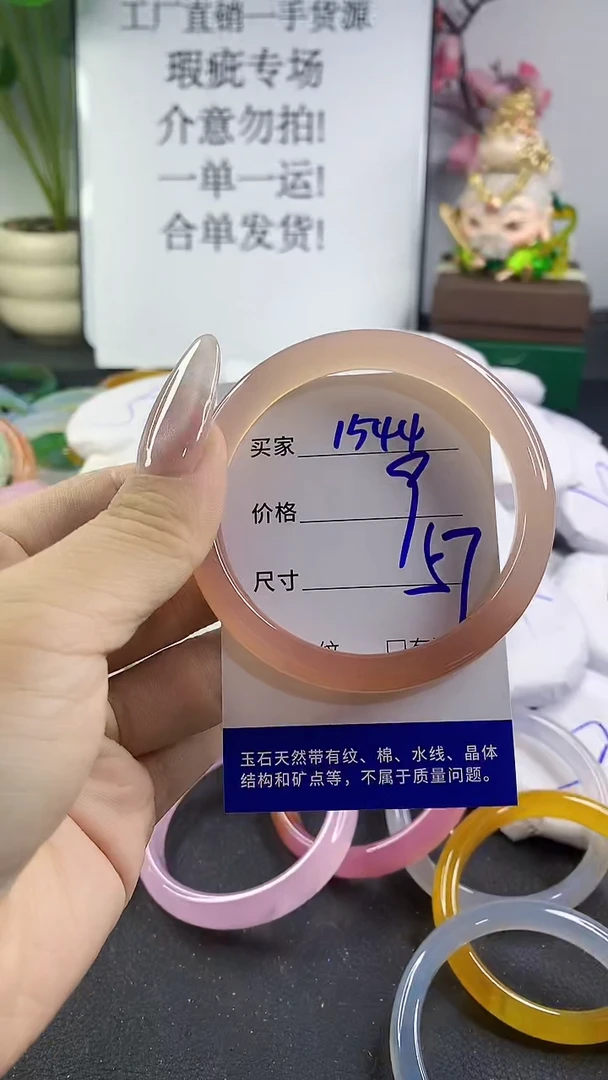 工厂直销一手货源
瑕疵专场
介意勿拍!
一单一运!
合单发货!
买家 1544
价格 9
尺寸 57
纹 口有
玉石天然带有纹、棉、水线、晶体
结构和矿点等，不属于质量问题。